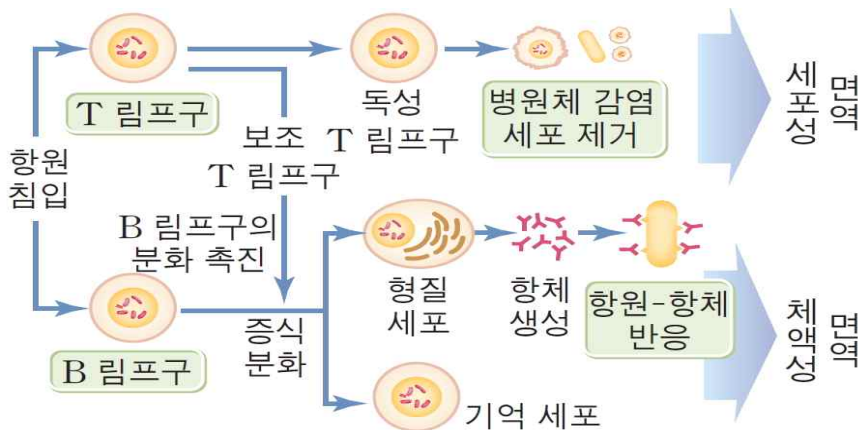 T 림프구
독성
T 림프구
병원체 감염
세포 제거
세포성
면역
항원
침입
보조
T 림프구
B 림프구의
분화 촉진
B 림프구
증식
분화
형질
세포
항체
생성
항원-항체
반응
기억 세포
체액성
면역